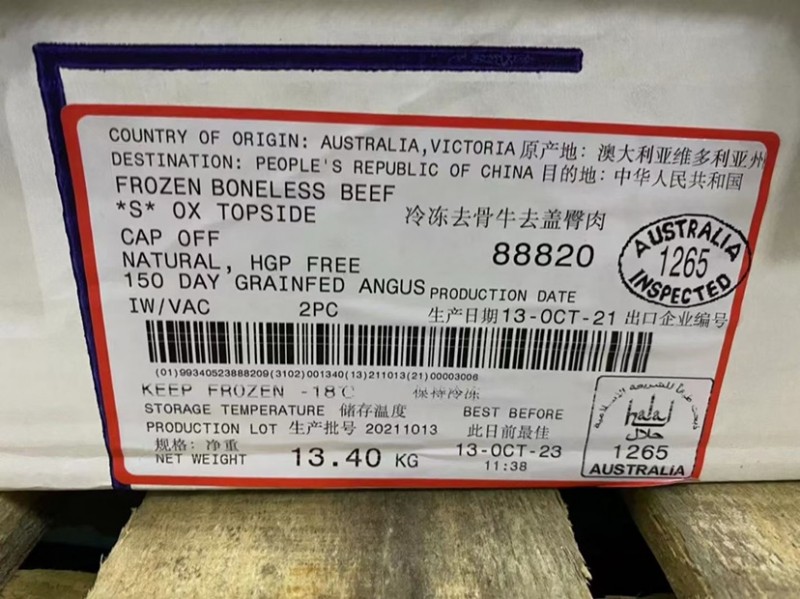 COUNTRY OF ORIGIN: AUSTRALIA,VICTORIA 原产地: 澳大利亚维多利亚州
DESTINATION: PEOPLE'S REPUBLIC OF CHINA 目的地: 中华人民共和国
FROZEN BONELESS BEEF
*S* OX TOPSIDE 冷冻去骨牛去盖臀肉
CAP OFF 88820
NATURAL, HGP FREE
150 DAY GRAINFED ANGUS PRODUCTION DATE
IW/VAC 2PC 生产日期 13-OCT-21 出口企业编号
AUSTRALIA
1265
INSPECTED
(01)99340523888209(3102)001340(13)211013(21)00003006
KEEP FROZEN -18℃ 保持冷冻
STORAGE TEMPERATURE 储存温度 BEST BEFORE
PRODUCTION LOT 生产批号 20211013 此日前最佳
规格: 净重 13-OCT-23
NET WEIGHT 13.40 KG 11:38
halal
حلال
1265
AUSTRALIA